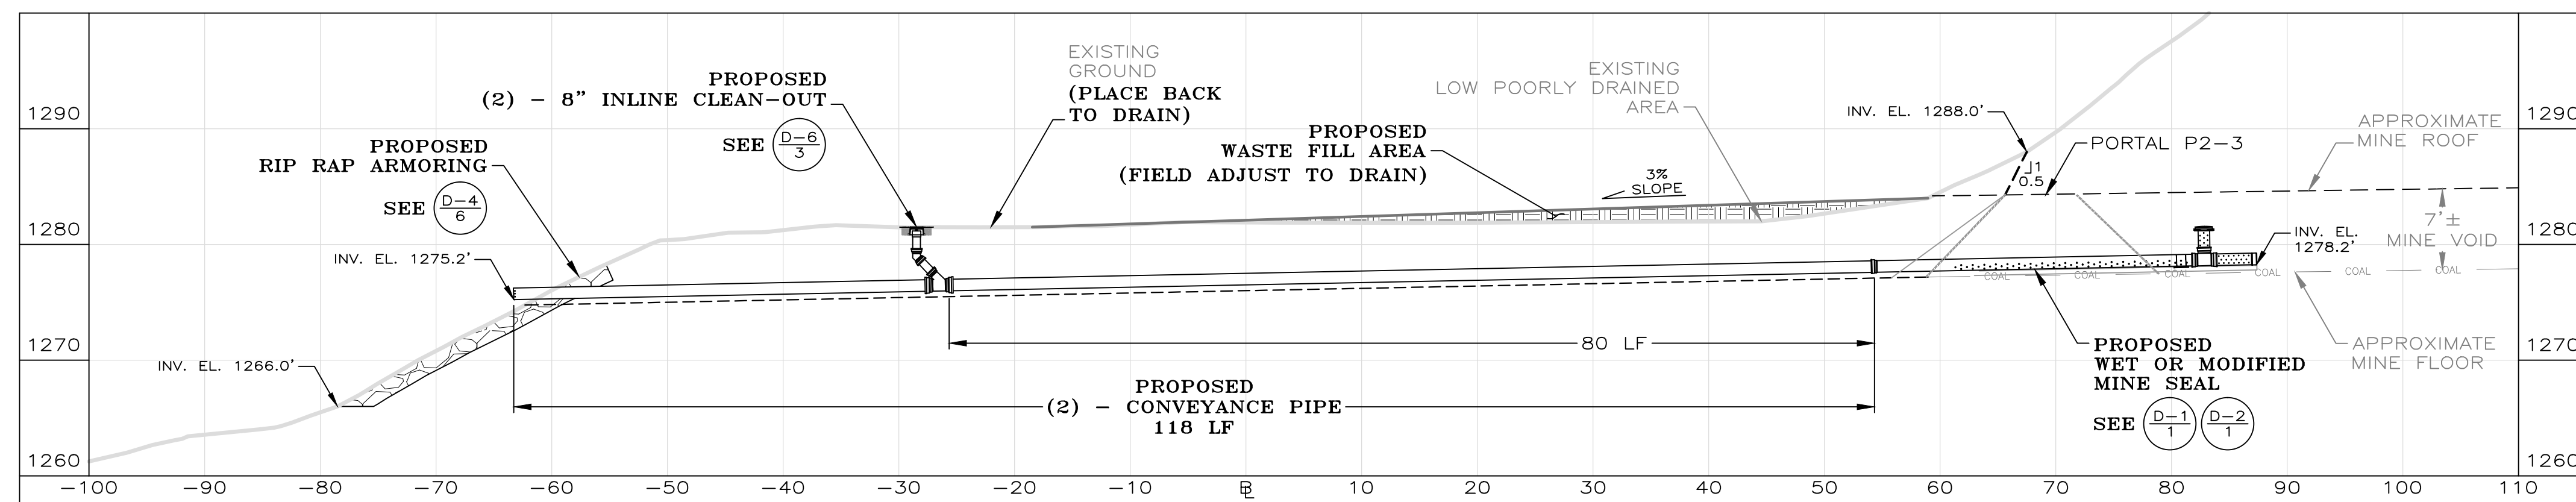 EXISTING
GROUND
(PLACE BACK
TO DRAIN)
PROPOSED
(2) - 8” INLINE CLEAN-OUT
SEE D-6
3
EXISTING
LOW POORLY DRAINED
AREA
INV. EL. 1288.0'
APPROXIMATE
MINE ROOF
PORTAL P2-3
PROPOSED
WASTE FILL AREA
(FIELD ADJUST TO DRAIN)
3%
SLOPE
1
0.5
PROPOSED
RIP RAP ARMORING
SEE D-4
6
INV. EL. 1275.2'
7'±
MINE VOID
INV. EL.
1278.2'
COAL COAL COAL COAL COAL COAL
INV. EL. 1266.0'
80 LF
PROPOSED
(2) - CONVEYANCE PIPE
118 LF
PROPOSED
WET OR MODIFIED
MINE SEAL
SEE D-1
1
D-2
1
APPROXIMATE
MINE FLOOR
1290
1280
1270
1260
1290
1280
1270
1260
-100 -90 -80 -70 -60 -50 -40 -30 -20 -10 10 20 30 40 50 60 70 80 90 100 110